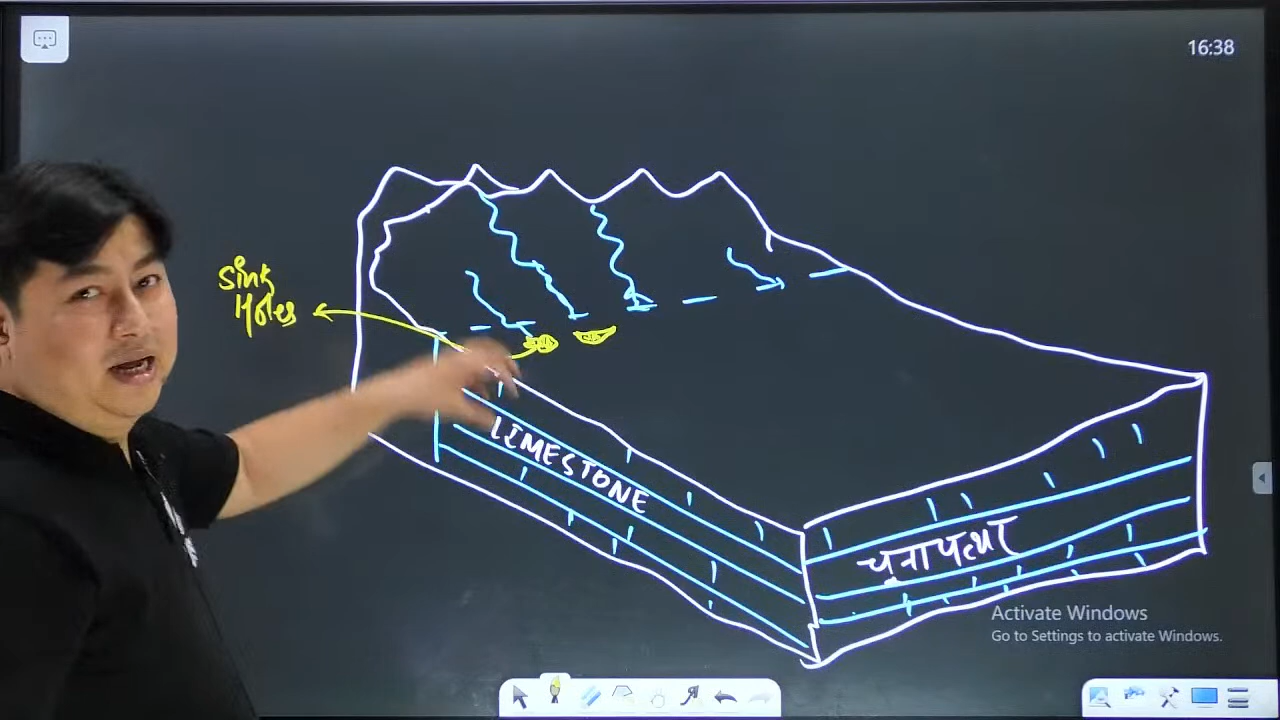 16:38
Sink
Holes
LIMESTONE
चूनापत्थर
Activate Windows
Go to Settings to activate Windows.